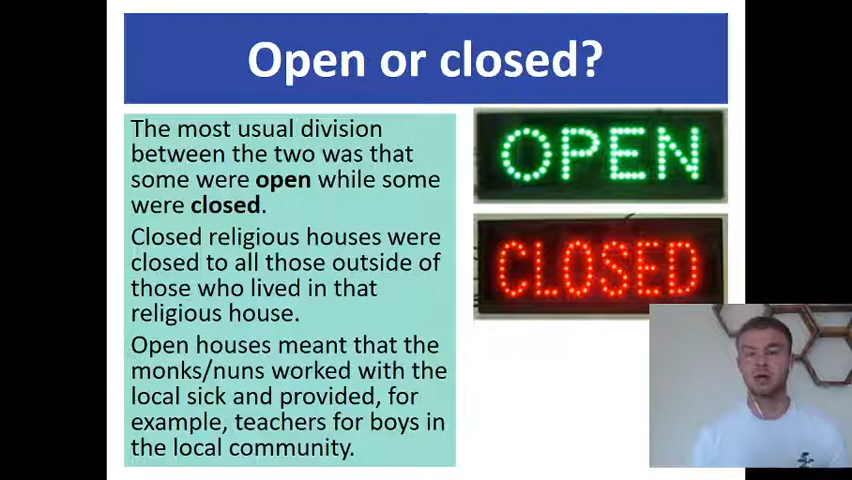 Open or closed?
The most usual division
between the two was that
some were open while some
were closed.
Closed religious houses were
closed to all those outside of
those who lived in that
religious house.
Open houses meant that the
monks/nuns worked with the
local sick and provided, for
example, teachers for boys in
the local community.
OPEN
CLOSED